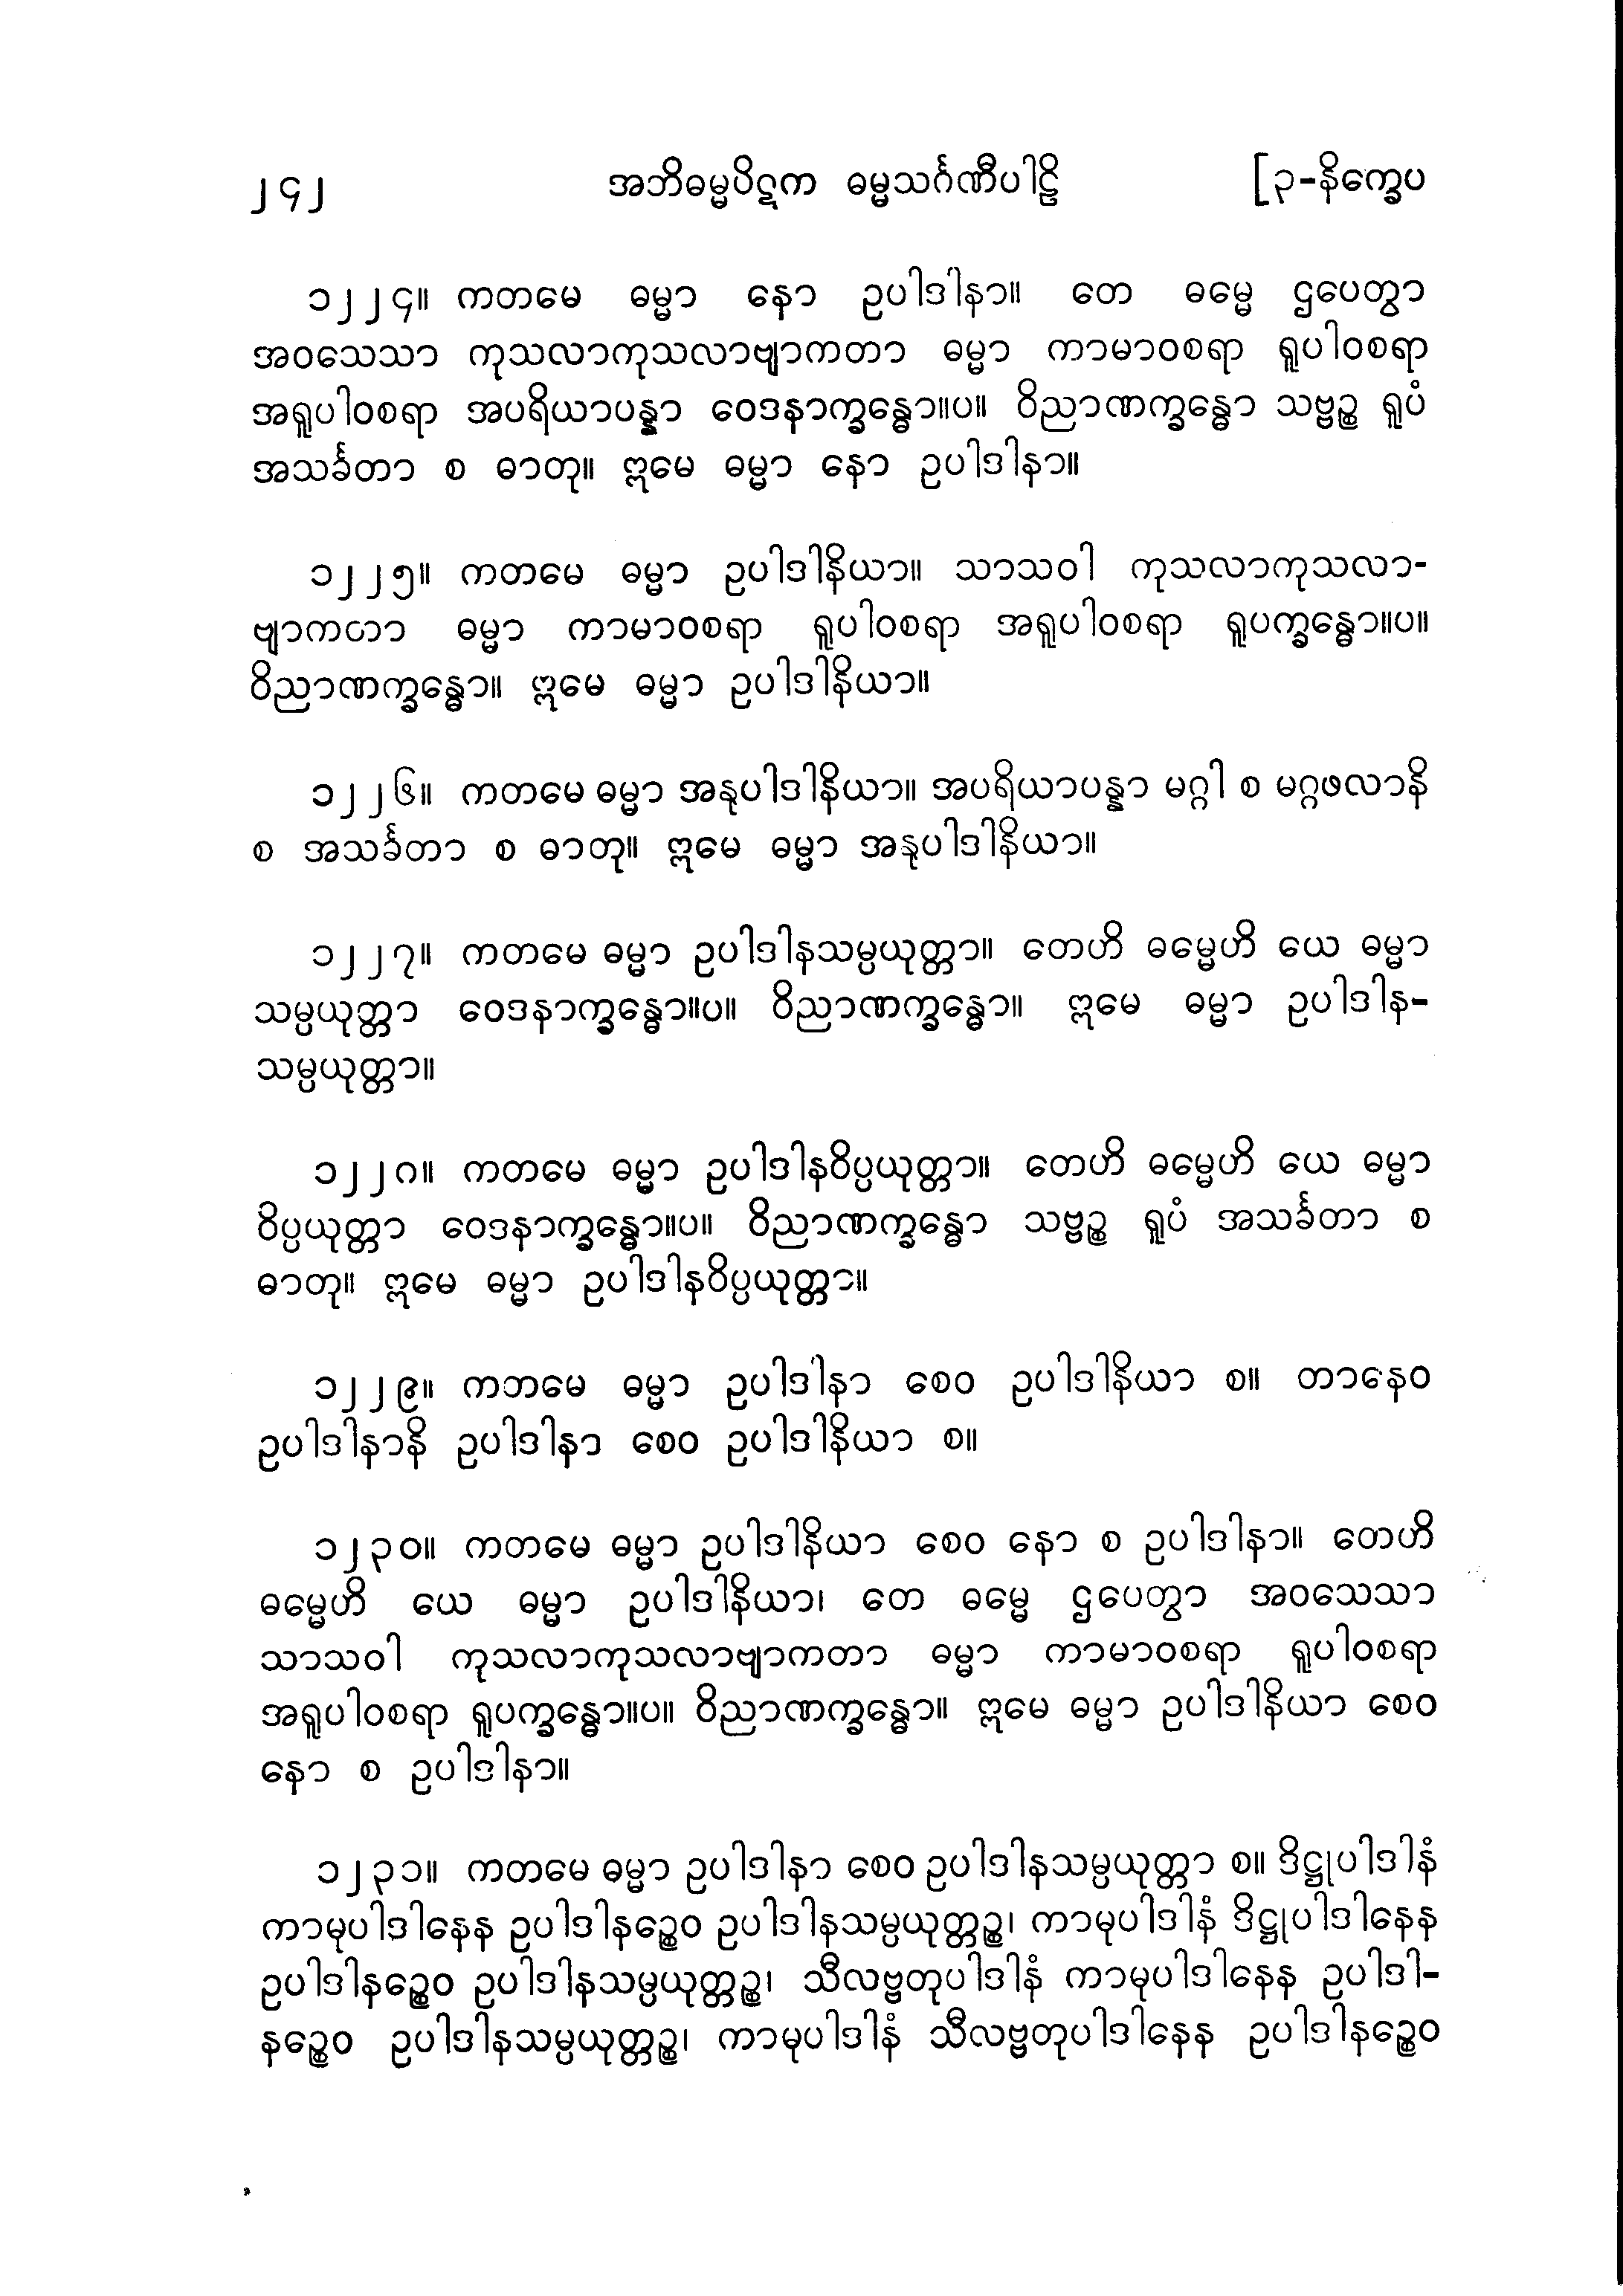 ၂၄၂ အဘိဓမ္မပိဋက ဓမ္မသင်္ဂဏီပါဠိ [၃-နိက္ခေပ
၁၂၂၄။ ကတမေ ဓမ္မာ နော ဥပါဒါနာ။ တေ ဓမ္မေ ဌပေတွာ
အဝသေသာ ကုသလာကုသလာဗျာကတာ ဓမ္မာ ကာမာဝစရာ ရူပါဝစရာ
အရူပါဝစရာ အပရိယာပန္နာ ဝေဒနာက္ခန္ဓော။ပ။ ဝိညာဏက္ခန္ဓော သဗ္ဗဉ္စ ရူပံ
အသင်္ခတာ စ ဓာတု။ ဣမေ ဓမ္မာ နော ဥပါဒါနာ။
၁၂၂၅။ ကတမေ ဓမ္မာ ဥပါဒါနိယာ။ သာသဝါ ကုသလာကုသလာ-
ဗျာကတာ ဓမ္မာ ကာမာဝစရာ ရူပါဝစရာ အရူပါဝစရာ ရူပက္ခန္ဓော။ပ။
ဝိညာဏက္ခန္ဓော။ ဣမေ ဓမ္မာ ဥပါဒါနိယာ။
၁၂၂၆။ ကတမေ ဓမ္မာ အနုပါဒါနိယာ။ အပရိယာပန္နာ မဂ္ဂါ စ မဂ္ဂဖလာနိ
စ အသင်္ခတာ စ ဓာတု။ ဣမေ ဓမ္မာ အနုပါဒါနိယာ။
၁၂၂၇။ ကတမေ ဓမ္မာ ဥပါဒါနသမ္ပယုတ္တာ။ တေဟိ ဓမ္မေဟိ ယေ ဓမ္မာ
သမ္ပယုတ္တာ ဝေဒနာက္ခန္ဓော။ပ။ ဝိညာဏက္ခန္ဓော။ ဣမေ ဓမ္မာ ဥပါဒါန-
သမ္ပယုတ္တာ။
၁၂၂၈။ ကတမေ ဓမ္မာ ဥပါဒါနဝိပ္ပယုတ္တာ။ တေဟိ ဓမ္မေဟိ ယေ ဓမ္မာ
ဝိပ္ပယုတ္တာ ဝေဒနာက္ခန္ဓော။ပ။ ဝိညာဏက္ခန္ဓော သဗ္ဗဉ္စ ရူပံ အသင်္ခတာ စ
ဓာတု။ ဣမေ ဓမ္မာ ဥပါဒါနဝိပ္ပယုတ္တာ။
၁၂၂၉။ ကတမေ ဓမ္မာ ဥပါဒါနာ စေဝ ဥပါဒါနိယာ စ။ တာနေဝ
ဥပါဒါနာနိ ဥပါဒါနာ စေဝ ဥပါဒါနိယာ စ။
၁၂၃၀။ ကတမေ ဓမ္မာ ဥပါဒါနိယာ စေဝ နော စ ဥပါဒါနာ။ တေဟိ
ဓမ္မေဟိ ယေ ဓမ္မာ ဥပါဒါနိယာ၊ တေ ဓမ္မေ ဌပေတွာ အဝသေသာ
သာသဝါ ကုသလာကုသလာဗျာကတာ ဓမ္မာ ကာမာဝစရာ ရူပါဝစရာ
အရူပါဝစရာ ရူပက္ခန္ဓော။ပ။ ဝိညာဏက္ခန္ဓော။ ဣမေ ဓမ္မာ ဥပါဒါနိယာ စေဝ
နော စ ဥပါဒါနာ။
၁၂၃၁။ ကတမေ ဓမ္မာ ဥပါဒါနာ စေဝ ဥပါဒါနသမ္ပယုတ္တာ စ။ ဒိဋ္ဌုပါဒါနံ
ကာမုပါဒါနေန ဥပါဒါနဉ္စေဝ ဥပါဒါနသမ္ပယုတ္တဉ္စ၊ ကာမုပါဒါနံ ဒိဋ္ဌုပါဒါနေန
ဥပါဒါနဉ္စေဝ ဥပါဒါနသမ္ပယုတ္တဉ္စ၊ သီလဗ္ဗတုပါဒါနံ ကာမုပါဒါနေန ဥပါဒါ-
နဉ္စေဝ ဥပါဒါနသမ္ပယုတ္တဉ္စ၊ ကာမုပါဒါနံ သီလဗ္ဗတုပါဒါနေန ဥပါဒါနဉ္စေဝ